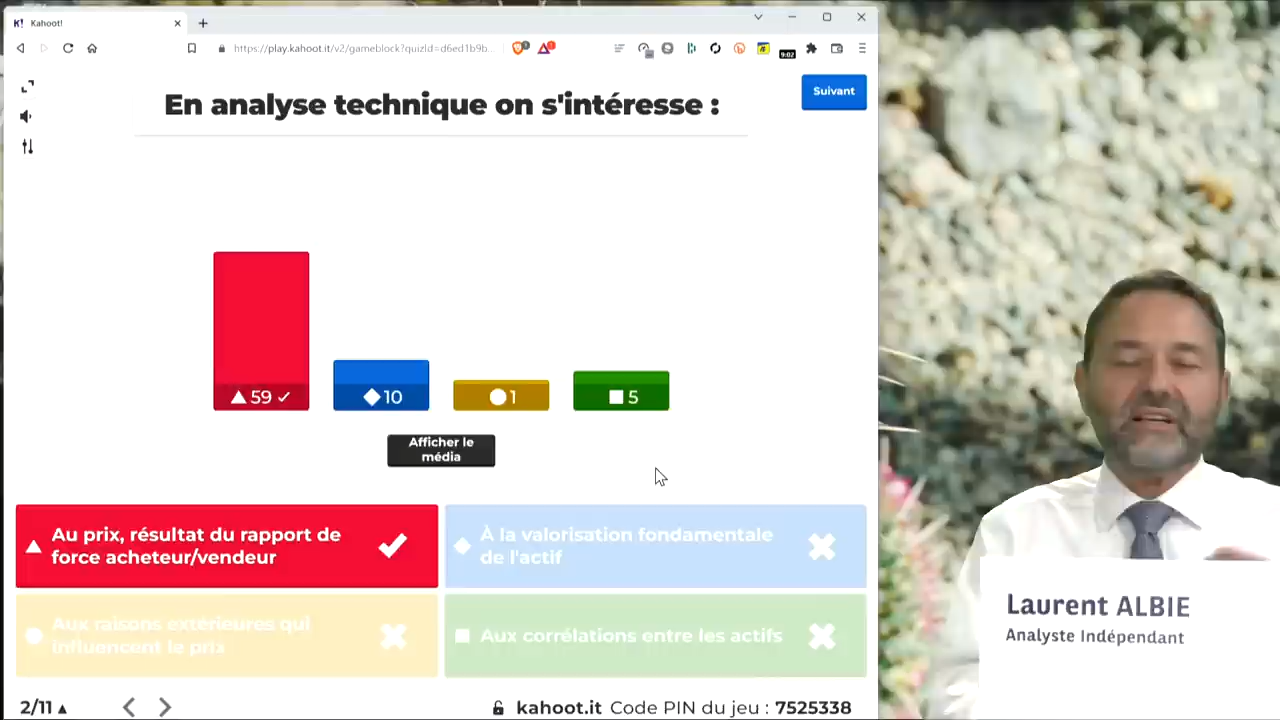 K! Kahoot!
https://play.kahoot.it/v2/gameblock?quizId=d6ed1b9b...
9:02
En analyse technique on s'intéresse :
Suivant
59
10
1
5
Afficher le
média
Au prix, résultat du rapport de
force acheteur/vendeur
À la valorisation fondamentale
de l'actif
Aux raisons extérieures qui
influencent le prix
Aux corrélations entre les actifs
2/11
kahoot.it Code PIN du jeu : 7525338
Laurent ALBIE
Analyste Indépendant